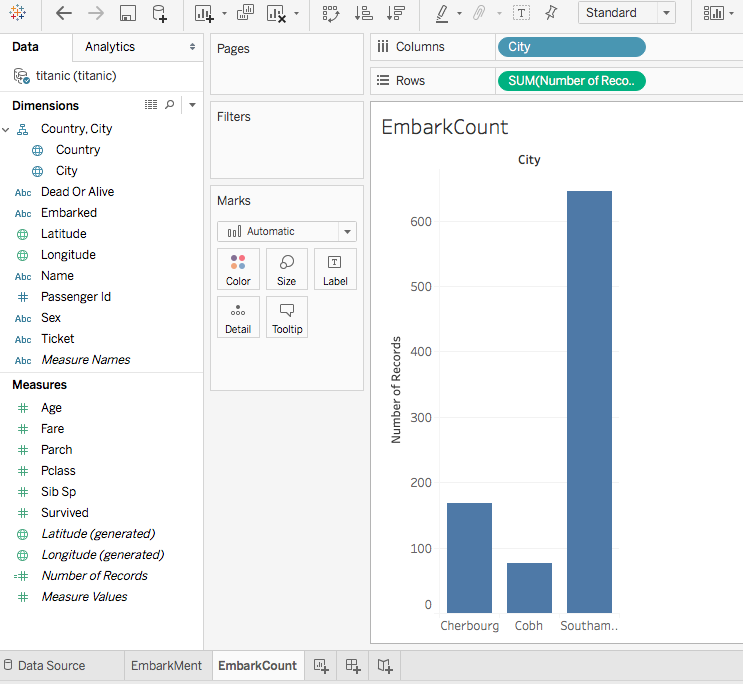 Standard
Data
Analytics
titanic (titanic)
Dimensions
Country, City
Country
City
Abc Dead Or Alive
Abc Embarked
Latitude
Longitude
Abc Name
# Passenger Id
Abc Sex
Abc Ticket
Abc Measure Names
Measures
# Age
# Fare
# Parch
# Pclass
# Sib Sp
# Survived
Latitude (generated)
Longitude (generated)
=# Number of Records
# Measure Values
Pages
Filters
Marks
Automatic
Color Size T Label
Detail Tooltip
Columns City
Rows SUM(Number of Reco..
EmbarkCount
City
Number of Records
600
500
400
300
200
100
0
Cherbourg Cobh Southam..
Data Source EmbarkMent EmbarkCount